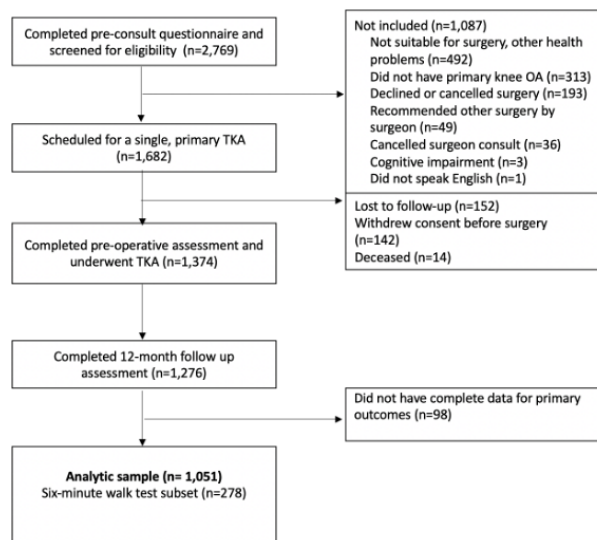 Completed pre-consult questionnaire and
screened for eligibility (n=2,769)
Not included (n=1,087)
Not suitable for surgery, other health
problems (n=492)
Did not have primary knee OA (n=313)
Declined or cancelled surgery (n=193)
Recommended other surgery by
surgeon (n=49)
Cancelled surgeon consult (n=36)
Cognitive impairment (n=3)
Did not speak English (n=1)
Scheduled for a single, primary TKA
(n=1,682)
Lost to follow-up (n=152)
Withdrew consent before surgery
(n=142)
Deceased (n=14)
Completed pre-operative assessment and
underwent TKA (n=1,374)
Completed 12-month follow up
assessment (n=1,276)
Did not have complete data for primary
outcomes (n=98)
Analytic sample (n= 1,051)
Six-minute walk test subset (n=278)